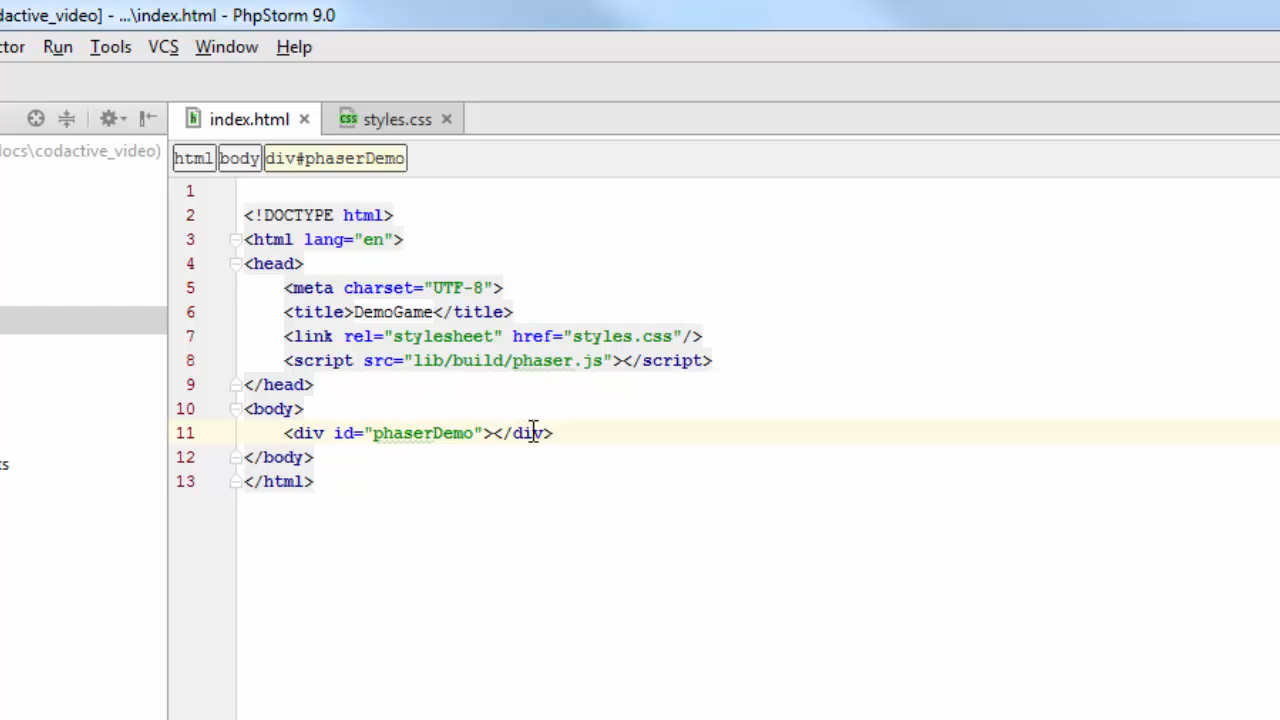 dactive_video] - ...\index.html - PhpStorm 9.0
ctor Run Tools VCS Window Help
index.html styles.css
ocs\codactive_video)
html body div#phaserDemo
1
2 <!DOCTYPE html>
3 <html lang="en">
4 <head>
5 <meta charset="UTF-8">
6 <title>DemoGame</title>
7 <link rel="stylesheet" href="styles.css"/>
8 <script src="lib/build/phaser.js"></script>
9 </head>
10 <body>
11 <div id="phaserDemo"></div>
12 </body>
ts
13 </html>